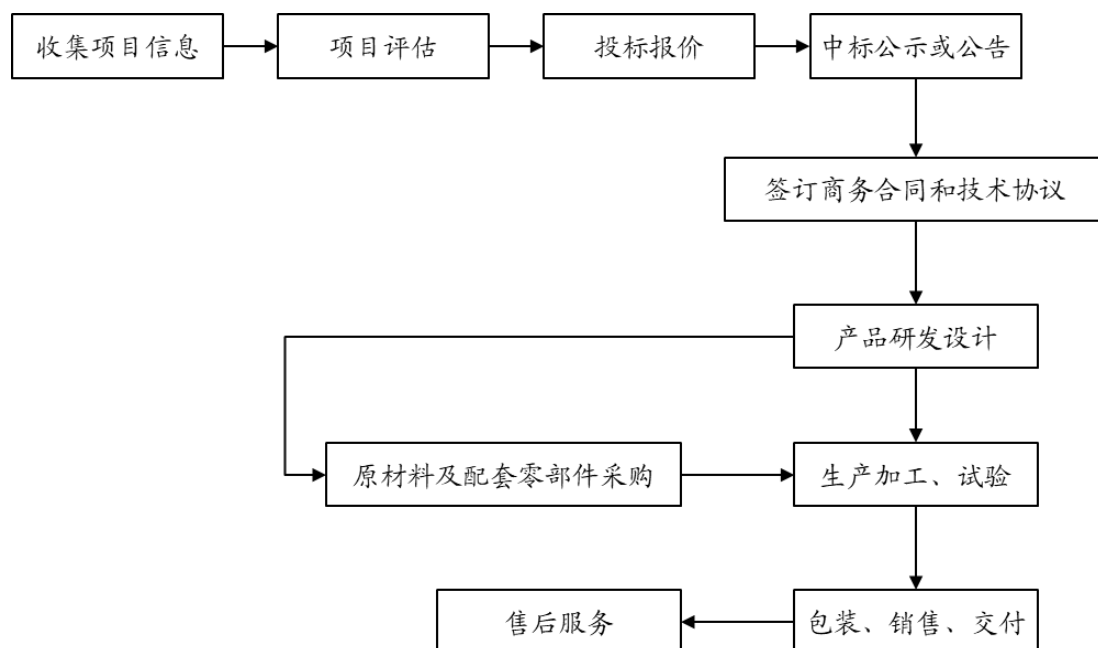 收集项目信息
项目评估
投标报价
中标公示或公告
签订商务合同和技术协议
产品研发设计
原材料及配套零部件采购
生产加工、试验
售后服务
包装、销售、交付